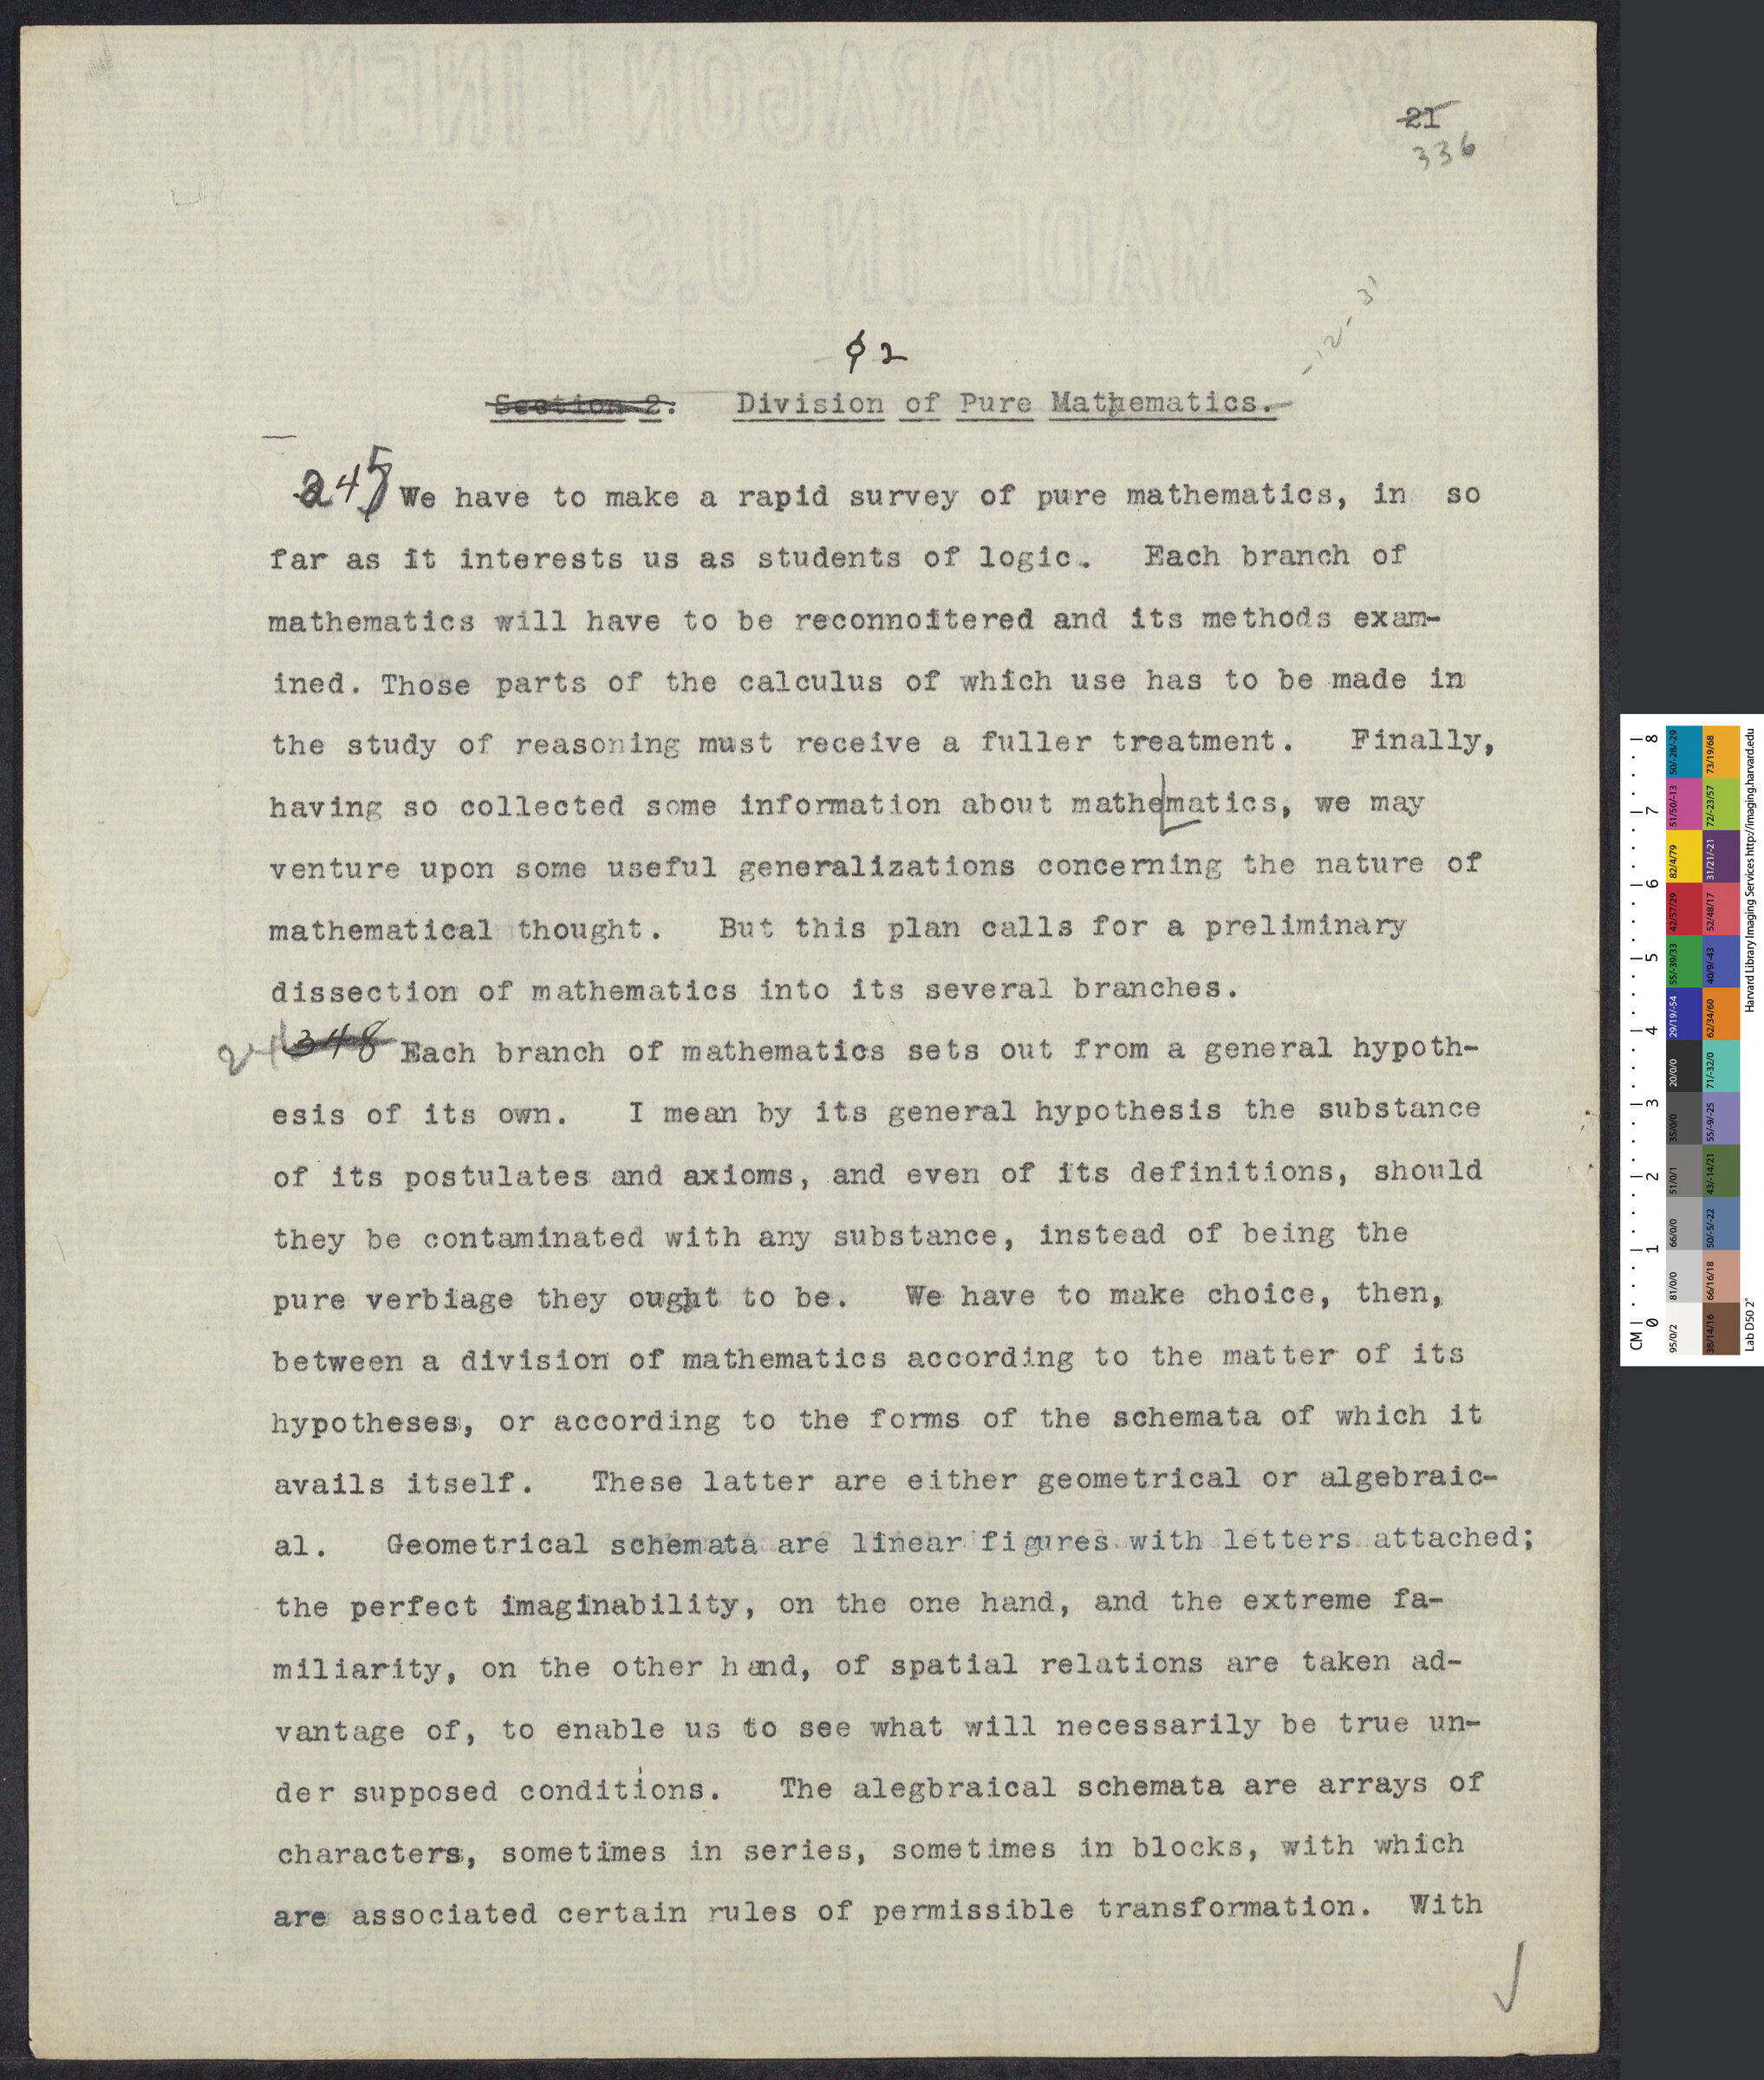 21
336
-12-31
§ 2
Section 2. Division of Pure Mathematics.
245 We have to make a rapid survey of pure mathematics, in so
far as it interests us as students of logic. Each branch of
mathematics will have to be reconnoitered and its methods exam-
ined. Those parts of the calculus of which use has to be made in
the study of reasoning must receive a fuller treatment. Finally,
having so collected some information about mathematics, we may
venture upon some useful generalizations concerning the nature of
mathematical thought. But this plan calls for a preliminary
dissection of mathematics into its several branches.
348 Each branch of mathematics sets out from a general hypoth-
esis of its own. I mean by its general hypothesis the substance
of its postulates and axioms, and even of its definitions, should
they be contaminated with any substance, instead of being the
pure verbiage they ought to be. We have to make choice, then,
between a division of mathematics according to the matter of its
hypotheses, or according to the forms of the schemata of which it
avails itself. These latter are either geometrical or algebraic-
al. Geometrical schemata are linear figures with letters attached;
the perfect imaginability, on the one hand, and the extreme fa-
miliarity, on the other hand, of spatial relations are taken ad-
vantage of, to enable us to see what will necessarily be true un-
der supposed conditions. The alegbraical schemata are arrays of
characters, sometimes in series, sometimes in blocks, with which
are associated certain rules of permissible transformation. With
CM 0 1 2 3 4 5 6 7 8
Harvard Library Imaging Services http://imaging.harvard.edu
Lab D50 2°
50/-28/-29 51/50/-13 82/4/79 42/57/29 55/-39/33 29/19/-54 20/0/0 35/0/0 51/0/1 66/0/0 81/0/0 95/0/2
73/19/68 72/-23/57 31/21/-21 52/48/17 40/9/-43 62/34/60 71/-32/0 55/-9/-25 43/-14/21 50/-5/-22 66/16/18 38/14/16
W. S & B. PARAGON LINEN
MADE IN U.S.A